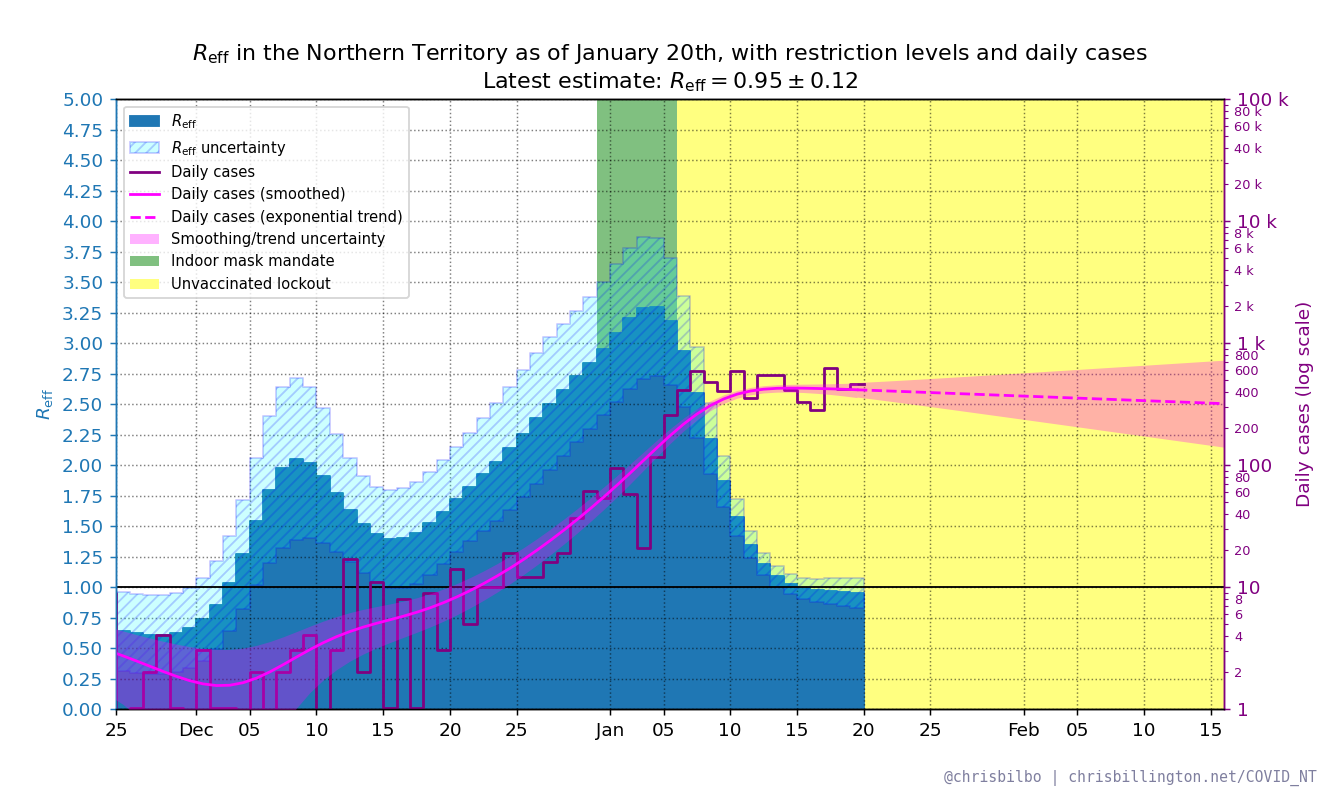 R_eff in the Northern Territory as of January 20th, with restriction levels and daily cases
Latest estimate: R_eff = 0.95 ± 0.12
R_eff
R_eff uncertainty
Daily cases
Daily cases (smoothed)
Daily cases (exponential trend)
Smoothing/trend uncertainty
Indoor mask mandate
Unvaccinated lockout
R_eff
5.00
4.75
4.50
4.25
4.00
3.75
3.50
3.25
3.00
2.75
2.50
2.25
2.00
1.75
1.50
1.25
1.00
0.75
0.50
0.25
0.00
25 Dec 05 10 15 20 25 Jan 05 10 15 20 25 Feb 05 10 15
100 k
80 k
60 k
40 k
20 k
10 k
8 k
6 k
4 k
2 k
1 k
800
600
400
200
100
80
60
40
20
10
8
6
4
2
1
Daily cases (log scale)
@chrisbilbo | chrisbillington.net/COVID_NT